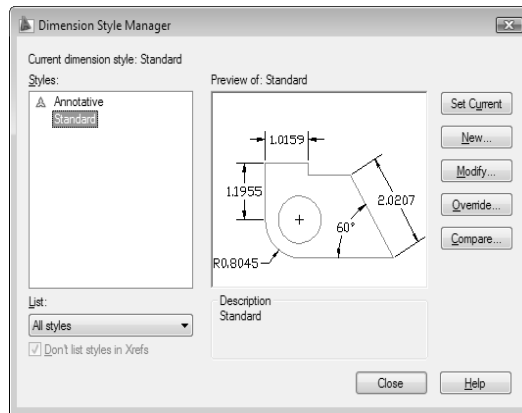 Dimension Style Manager
Current dimension style: Standard
Styles:
Annotative
Standard
Preview of: Standard
1.0159
1.1955
2.0207
60°
R0.8045
Set Current
New...
Modify...
Override...
Compare...
List:
All styles
Don't list styles in Xrefs
Description
Standard
Close
Help